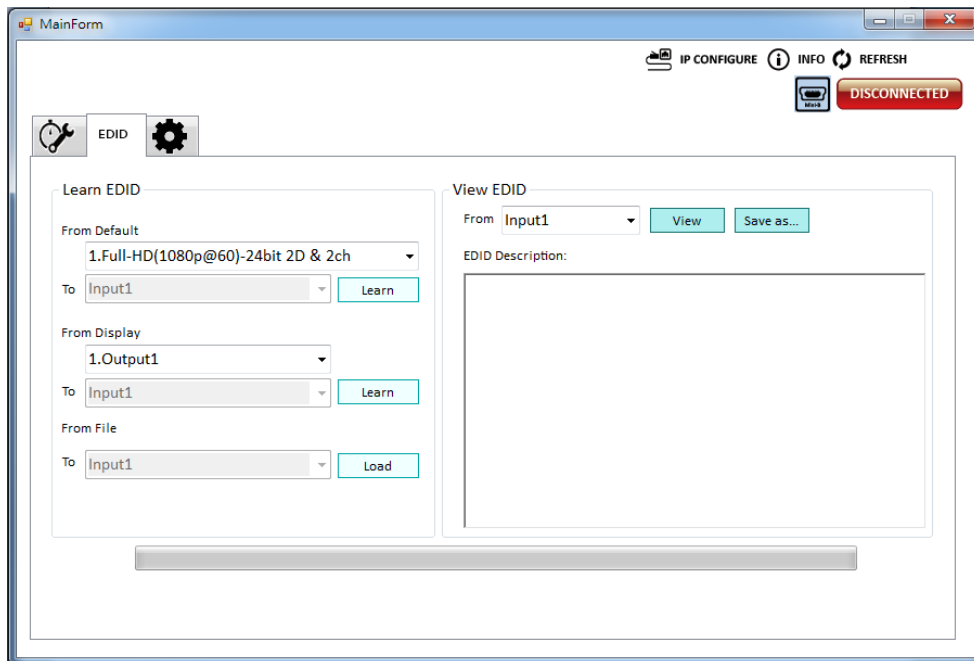 MainForm
IP CONFIGURE INFO REFRESH
Mini-B DISCONNECTED
EDID
Learn EDID
From Default
1.Full-HD(1080p@60)-24bit 2D & 2ch
To Input1 Learn
From Display
1.Output1
To Input1 Learn
From File
To Input1 Load
View EDID
From Input1 View Save as...
EDID Description: